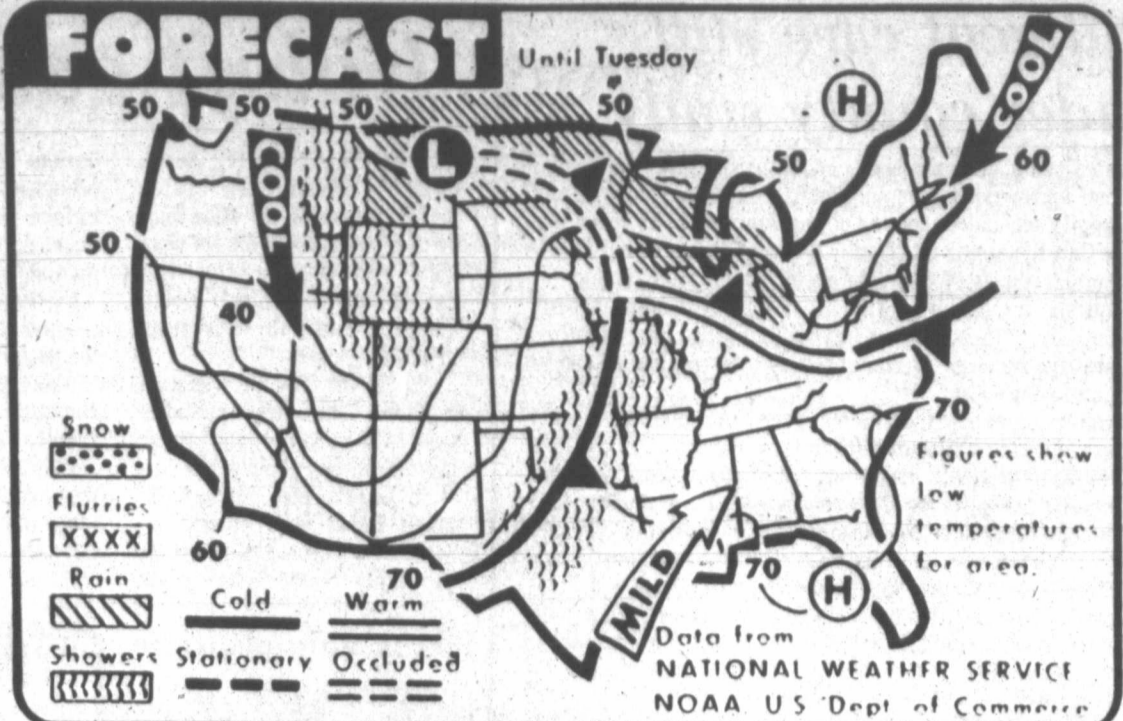 FORECAST
Until Tuesday
50 50 50 50
H
COOL
L
COOL
50
60
50
40
70
60
70
70
H
MILD
Snow
Flurries
XXXX
Rain
Showers
Cold
Warm
Stationary
Occluded
Figures show
low
temperatures
for area.
Data from
NATIONAL WEATHER SERVICE
NOAA U S Dept of Commerce